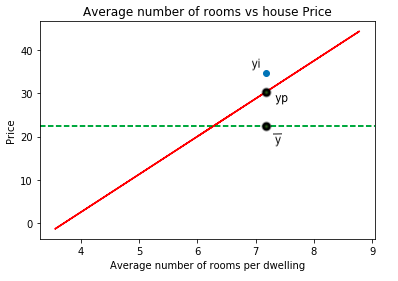 Average number of rooms vs house Price
40
30
20
10
0
Price
yi
yp
y̅
4
5
6
7
8
9
Average number of rooms per dwelling